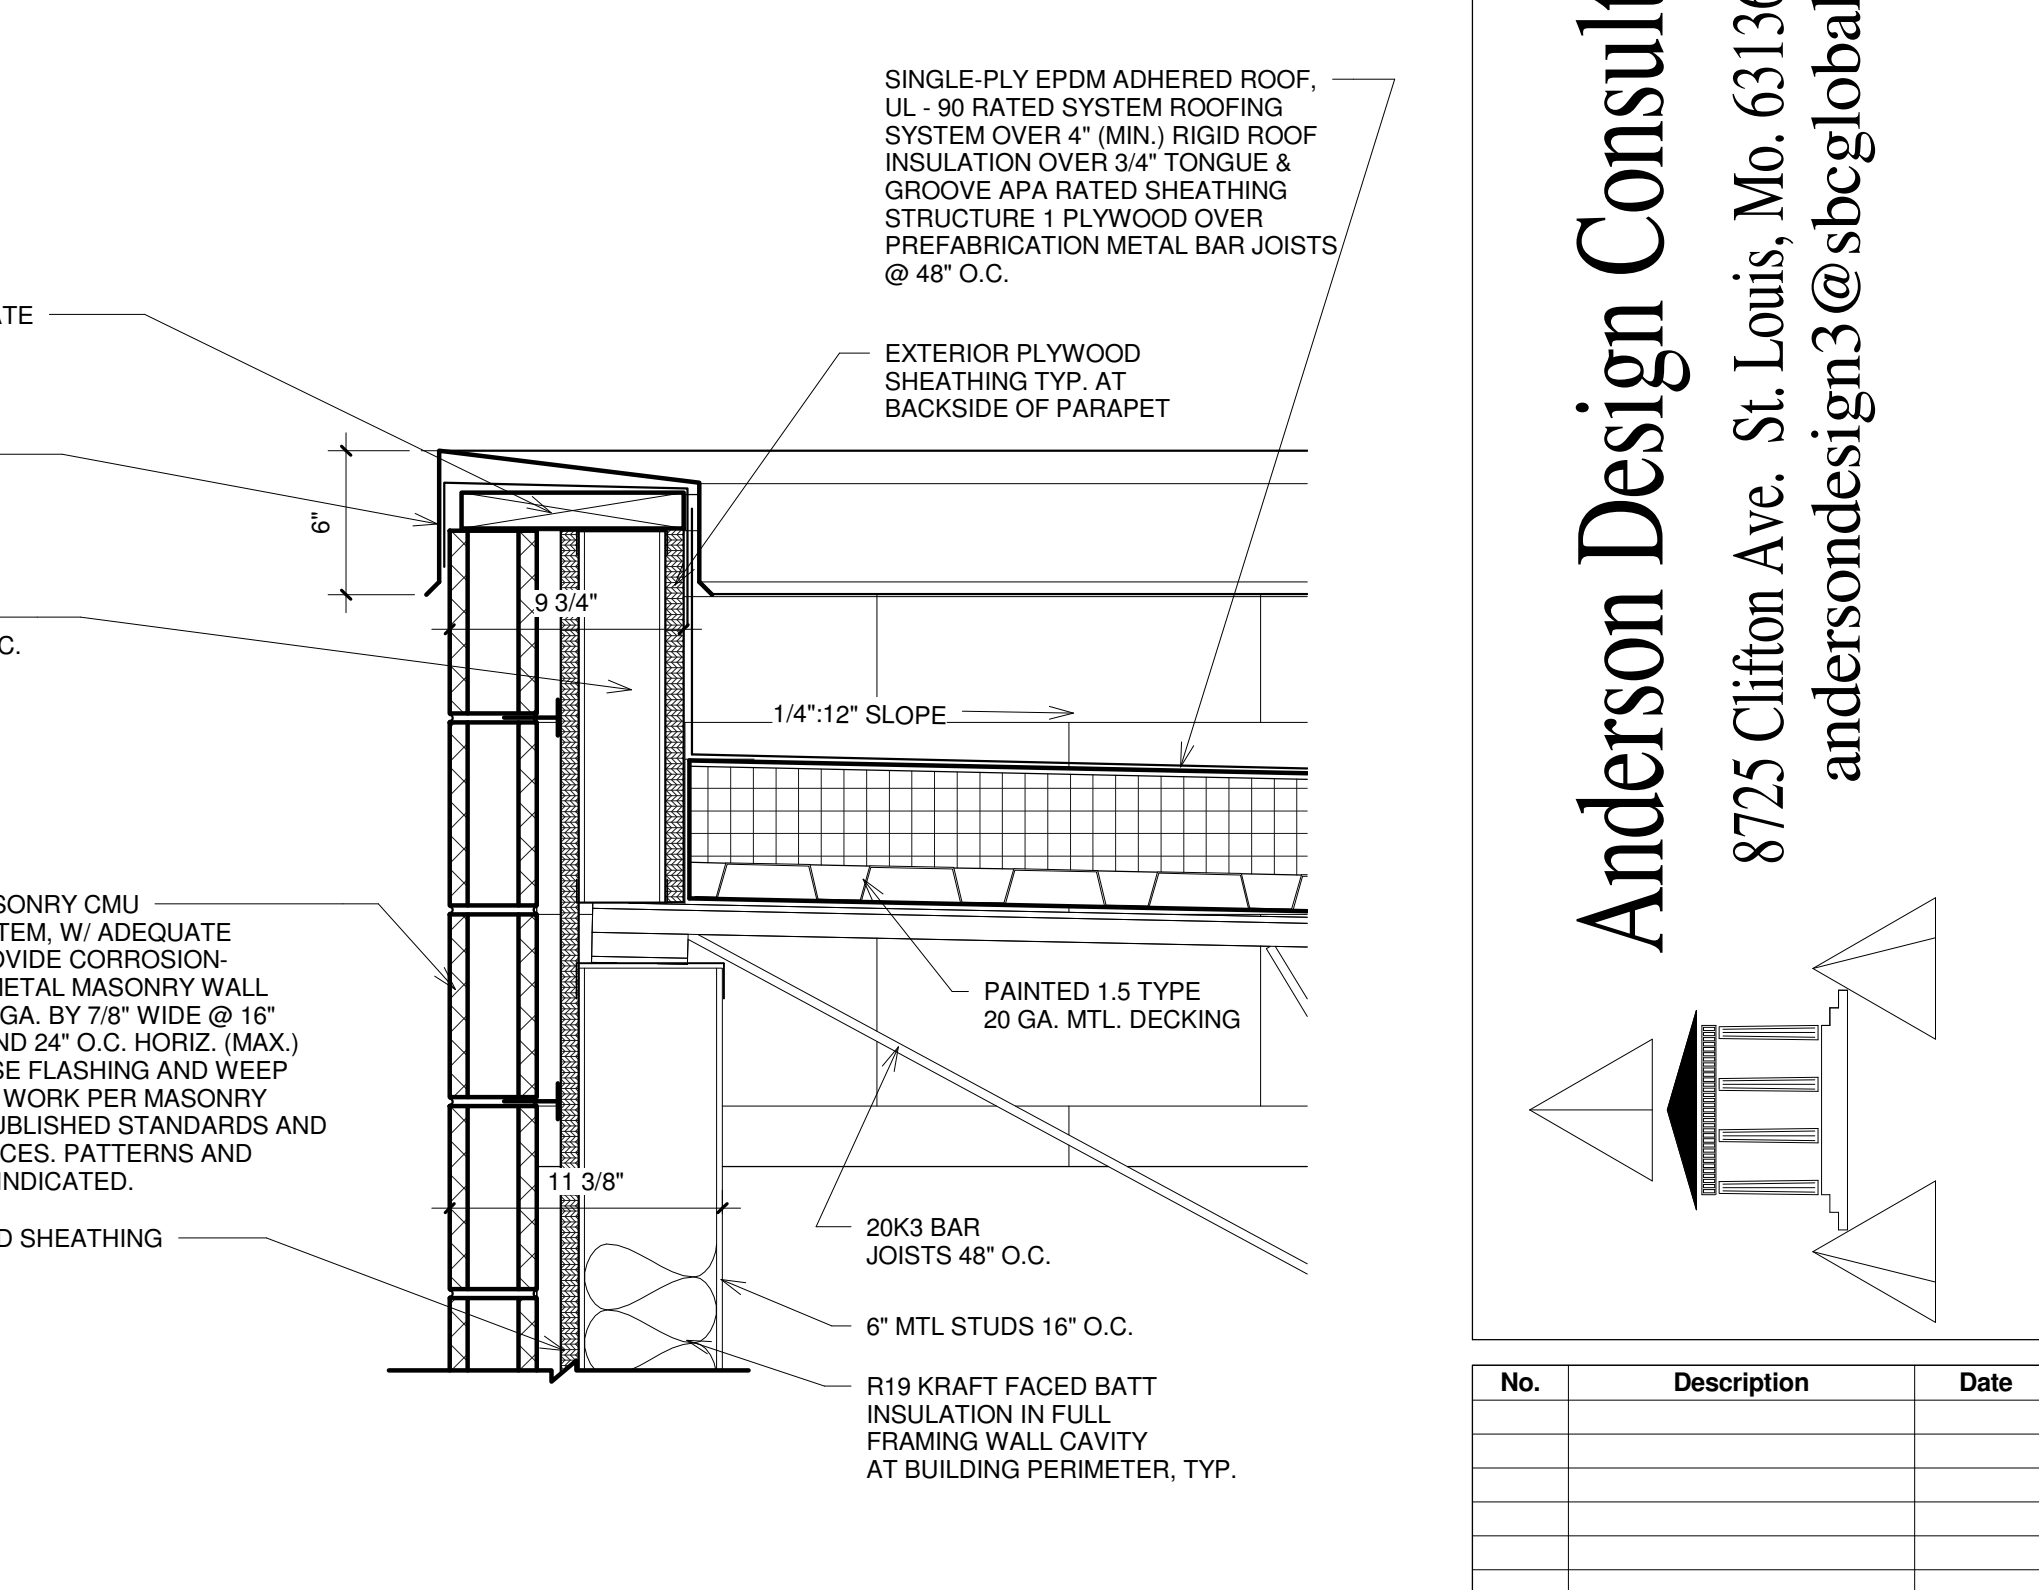 SINGLE-PLY EPDM ADHERED ROOF,
UL - 90 RATED SYSTEM ROOFING
SYSTEM OVER 4" (MIN.) RIGID ROOF
INSULATION OVER 3/4" TONGUE &
GROOVE APA RATED SHEATHING
STRUCTURE 1 PLYWOOD OVER
PREFABRICATION METAL BAR JOISTS
@ 48" O.C.
EXTERIOR PLYWOOD
SHEATHING TYP. AT
BACKSIDE OF PARAPET
ATE
6"
9 3/4"
C.
1/4":12" SLOPE
SONRY CMU
TEM, W/ ADEQUATE
OVIDE CORROSION-
METAL MASONRY WALL
GA. BY 7/8" WIDE @ 16"
ND 24" O.C. HORIZ. (MAX.)
SE FLASHING AND WEEP
WORK PER MASONRY
UBLISHED STANDARDS AND
CES. PATTERNS AND
INDICATED.
D SHEATHING
11 3/8"
PAINTED 1.5 TYPE
20 GA. MTL. DECKING
20K3 BAR
JOISTS 48" O.C.
6" MTL STUDS 16" O.C.
R19 KRAFT FACED BATT
INSULATION IN FULL
FRAMING WALL CAVITY
AT BUILDING PERIMETER, TYP.
Anderson Design Consult
8725 Cliffton Ave. St. Louis, Mo. 63136
andersondesign3@sbcglobal
No. Description Date